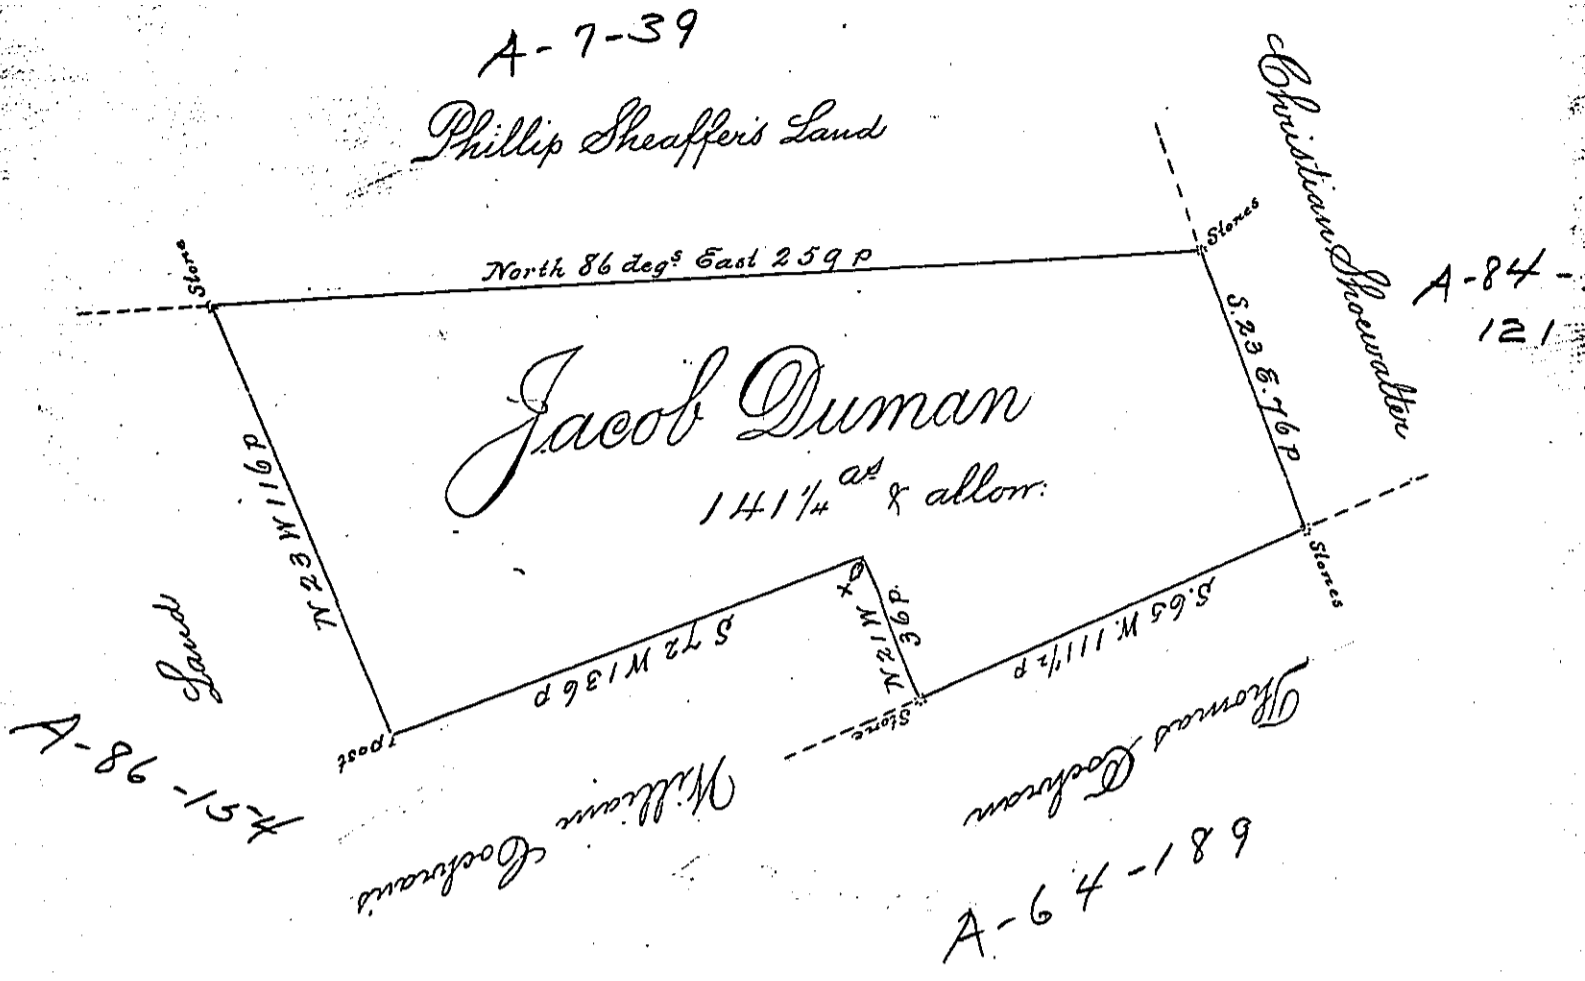 A-7-39
Phillip Sheaffer's Land
Christian Shoewalter
A-84-
121
Stone
North 86 degs East 259 p
Stones
S. 23 E. 76 p
Jacob Duman
141 1/4 as & allow:
N 23 W 116 p
Stones
S. 65 W. 111 1/2 p
N 21 W
36 p.
Stone
S 72 W 136 p
post
Land
William Cochran's
Thomas Cochran
A-86-154
A-64-189